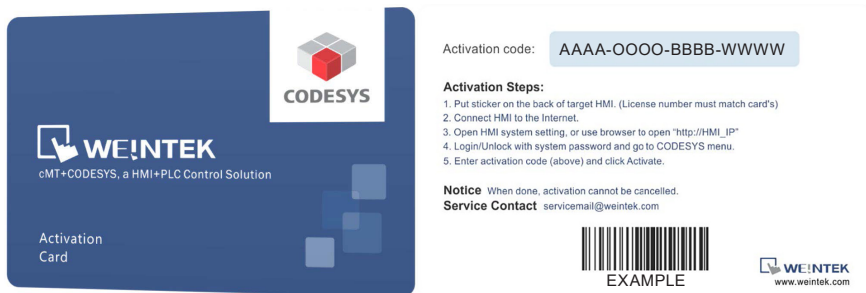 CODESYS
WEINTEK
cMT+CODESYS, a HMI+PLC Control Solution
Activation
Card
Activation code: AAAA-OOOO-BBBB-WWWW
Activation Steps:
1. Put sticker on the back of target HMI. (License number must match card's)
2. Connect HMI to the Internet.
3. Open HMI system setting, or use browser to open “http://HMI_IP”
4. Login/Unlock with system password and go to CODESYS menu.
5. Enter activation code (above) and click Activate.
Notice When done, activation cannot be cancelled.
Service Contact servicemail@weintek.com
EXAMPLE
WEINTEK
www.weintek.com